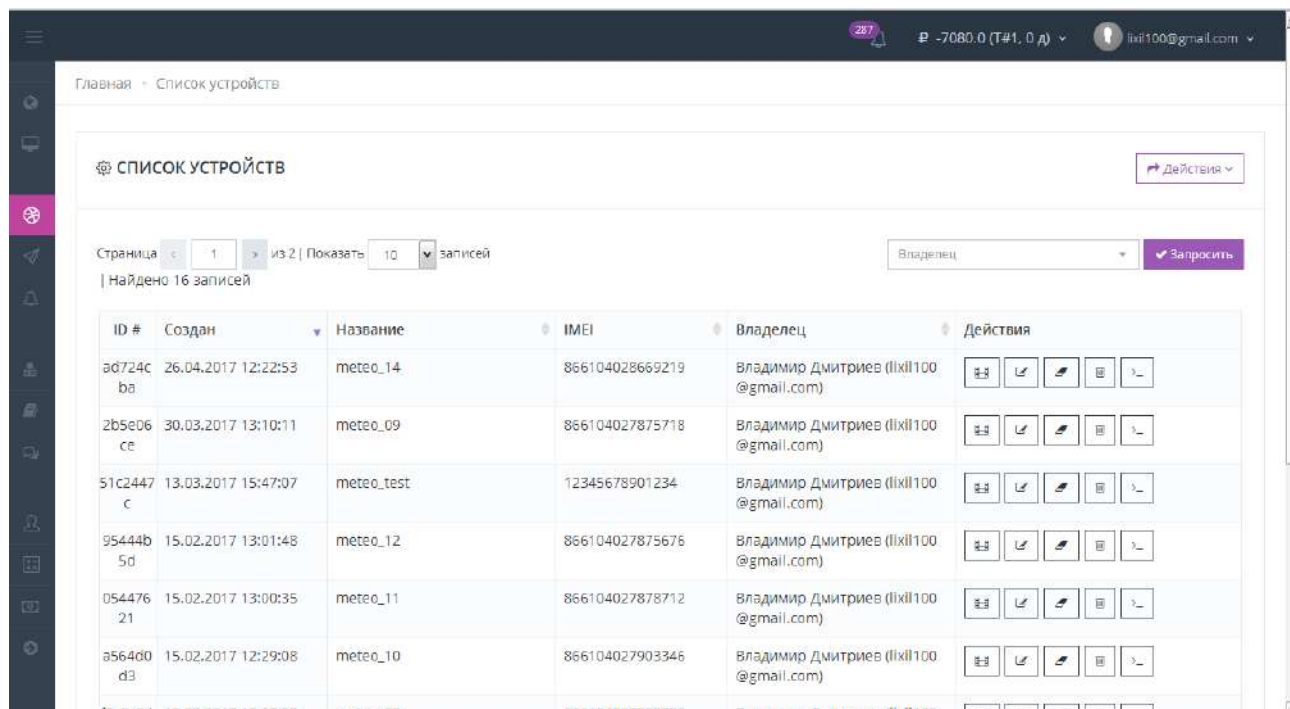 287
₽ -7080.0 (T#1, 0 д)
lixil100@gmail.com
Главная
Список устройств
СПИСОК УСТРОЙСТВ
Действия
Страница < 1 > из 2 | Показать 10 записей
| Найдено 16 записей
Владелец
Запросить
ID # Создан Название IMEI Владелец Действия
ad724c 26.04.2017 12:22:53 meteo_14 866104028669219 Владимир Дмитриев (lixil100
ba @gmail.com)
2b5e06 30.03.2017 13:10:11 meteo_09 866104027875718 Владимир Дмитриев (lixil100
ce @gmail.com)
51c2447 13.03.2017 15:47:07 meteo_test 12345678901234 Владимир Дмитриев (lixil100
c @gmail.com)
95444b 15.02.2017 13:01:48 meteo_12 866104027875676 Владимир Дмитриев (lixil100
5d @gmail.com)
054476 15.02.2017 13:00:35 meteo_11 866104027878712 Владимир Дмитриев (lixil100
21 @gmail.com)
a564d0 15.02.2017 12:29:08 meteo_10 866104027903346 Владимир Дмитриев (lixil100
d3 @gmail.com)